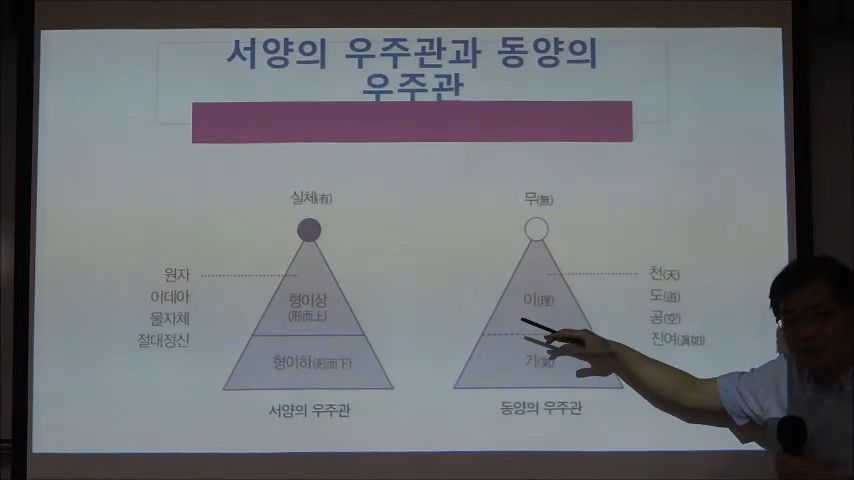 서양의 우주관과 동양의
우주관
실체(有)
무(無)
원자
이데아
물자체
절대정신
형이상
(形而上)
형이하(形而下)
서양의 우주관
이(理)
기(氣)
천(天)
도(道)
공(空)
진여(眞如)
동양의 우주관